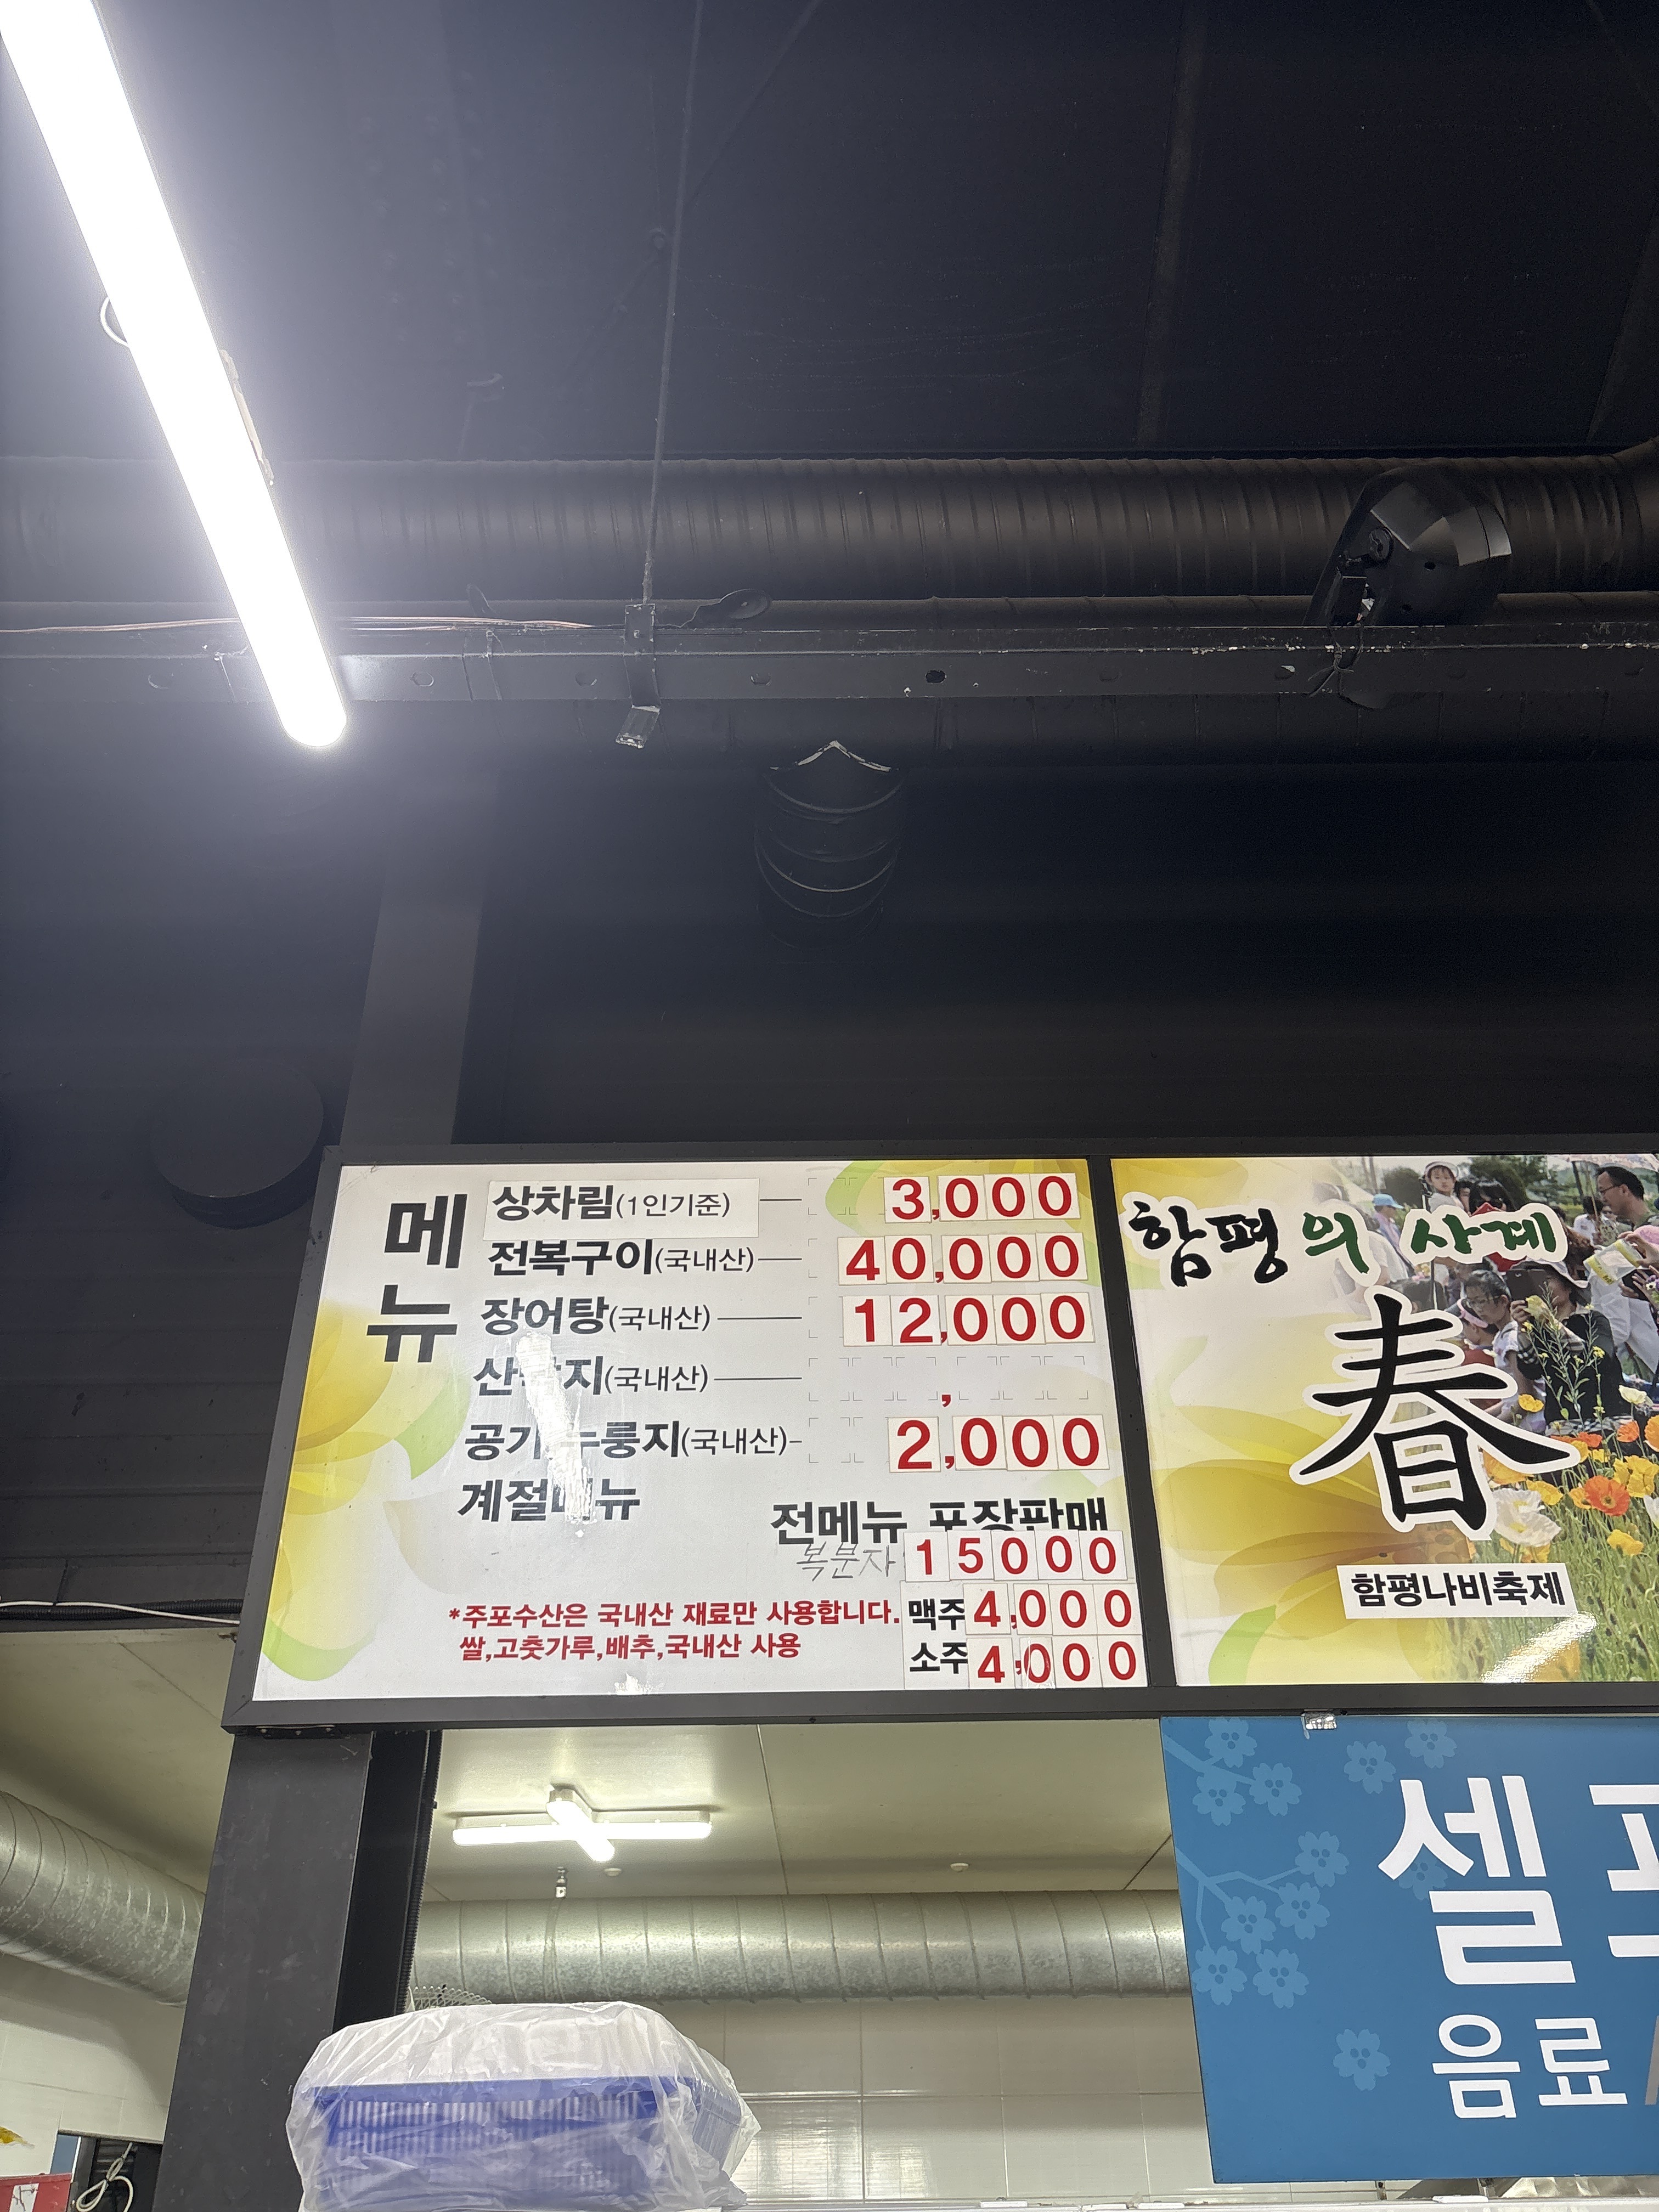 메뉴
상차림(1인기준) 3,000
전복구이(국내산) 40,000
장어탕(국내산) 12,000
(국내산) ,
(국내산) 2,000
계절메뉴
전메뉴 포장판매
복분자 15000
*주포수산은 국내산 재료만 사용합니다.
쌀,고춧가루,배추,국내산 사용
맥주 4,000
소주 4,000
함평의 사계
春
함평나비축제
셀
음료